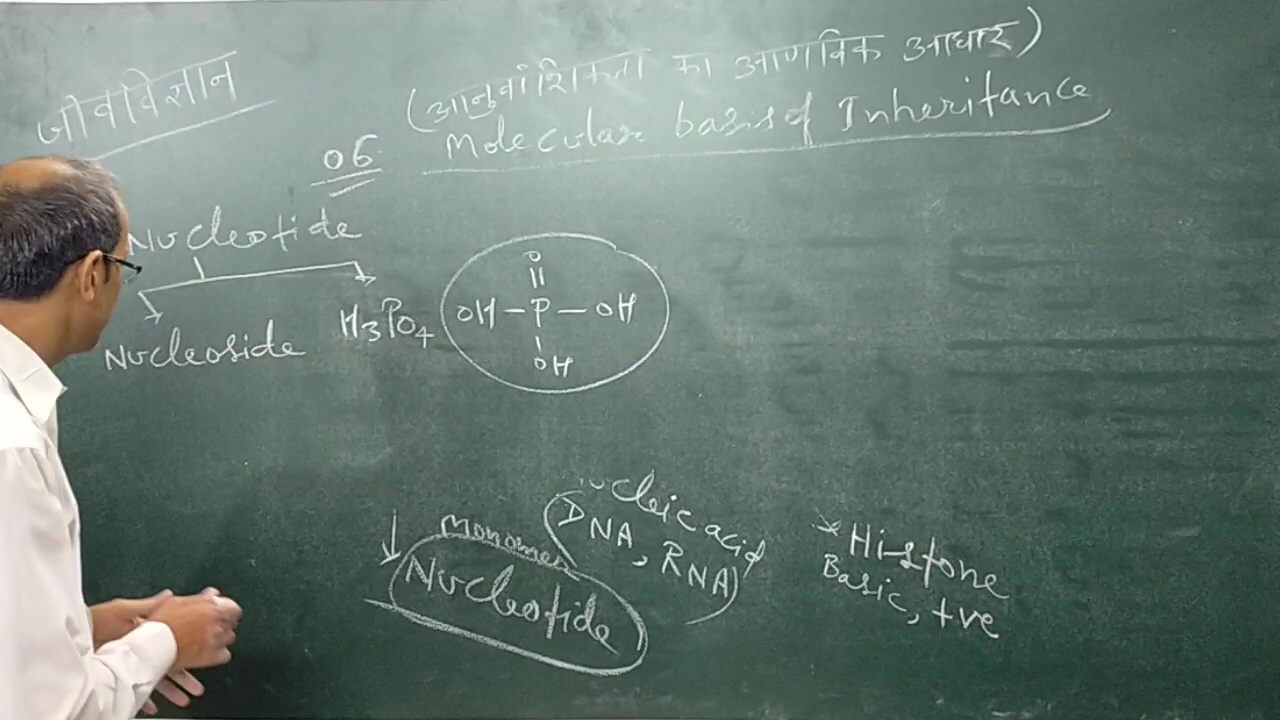 जीवविज्ञान
(आनुवांशिकता का आणविक आधार)
Molecular basis of Inheritance
06
Nucleotide
Nucleoside
H3PO4
O
OH – P – OH
OH
Monomer
Nucleotide
ucleic acid
(DNA, RNA)
* Histone
Basic, +ve